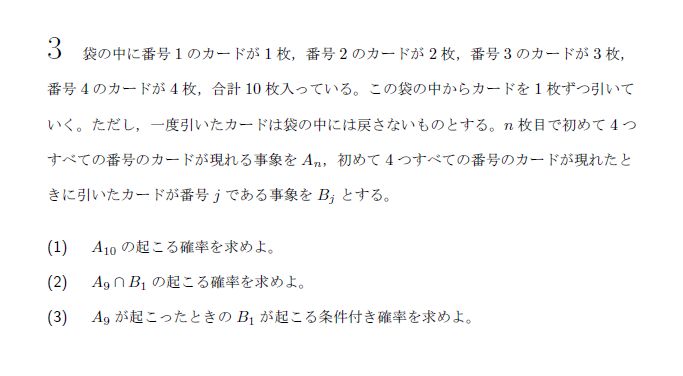 3 袋の中に番号 1 のカードが 1 枚，番号 2 のカードが 2 枚，番号 3 のカードが 3 枚，
番号 4 のカードが 4 枚，合計 10 枚入っている。この袋の中からカードを 1 枚ずつ引いて
いく。ただし，一度引いたカードは袋の中には戻さないものとする。n 枚目で初めて 4 つ
すべての番号のカードが現れる事象を Aₙ，初めて 4 つすべての番号のカードが現れたと
きに引いたカードが番号 j である事象を Bⱼ とする。
(1) A₁₀ の起こる確率を求めよ。
(2) A₉ ∩ B₁ の起こる確率を求めよ。
(3) A₉ が起こったときの B₁ が起こる条件付き確率を求めよ。